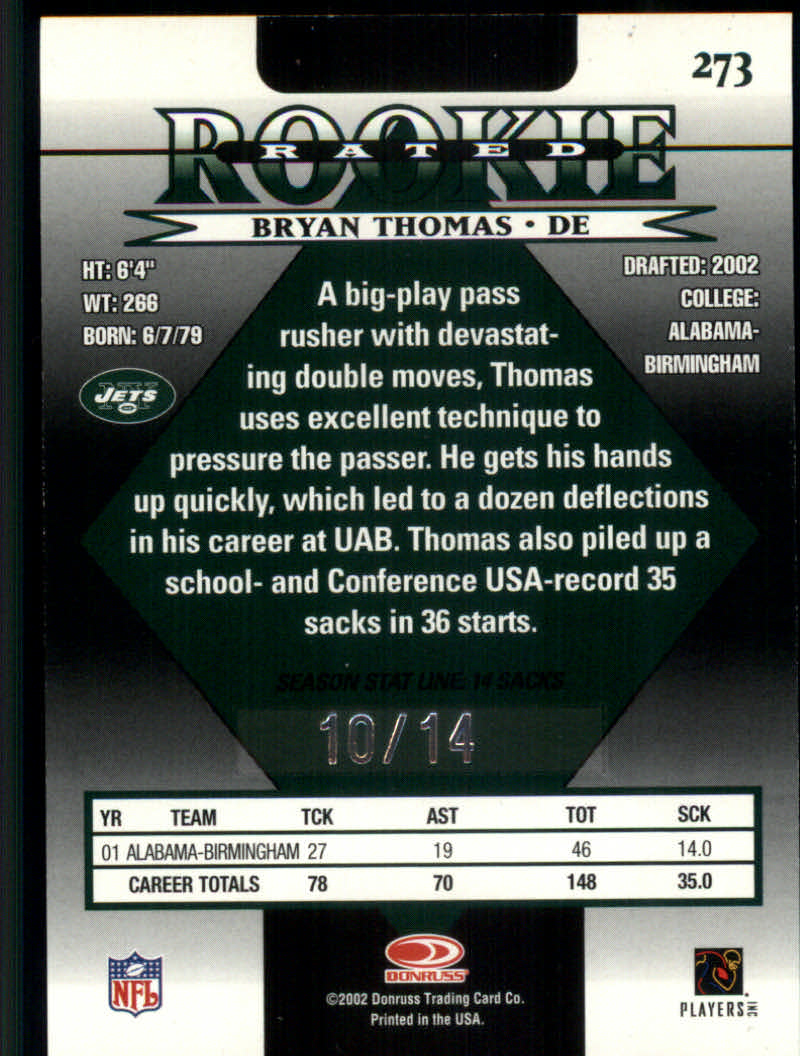 273
ROOKIE
RATED
BRYAN THOMAS • DE
HT: 6'4"
WT: 266
BORN: 6/7/79
DRAFTED: 2002
COLLEGE:
ALABAMA-
BIRMINGHAM
NY
JETS
A big-play pass
rusher with devastat-
ing double moves, Thomas
uses excellent technique to
pressure the passer. He gets his hands
up quickly, which led to a dozen deflections
in his career at UAB. Thomas also piled up a
school- and Conference USA-record 35
sacks in 36 starts.
SEASON STAT LINE: 14 SACKS
10/14
YR TEAM TCK AST TOT SCK
01 ALABAMA-BIRMINGHAM 27 19 46 14.0
CAREER TOTALS 78 70 148 35.0
NFL
DONRUSS
©2002 Donruss Trading Card Co.
Printed in the USA.
PLAYERS INC